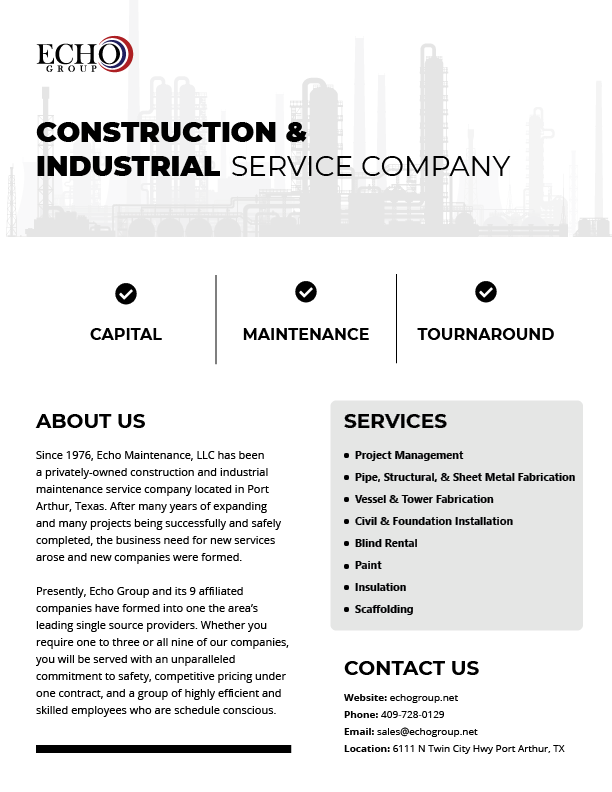 ECHO
GROUP
CONSTRUCTION &
INDUSTRIAL SERVICE COMPANY
CAPITAL
MAINTENANCE
TOURNAROUND
ABOUT US
Since 1976, Echo Maintenance, LLC has been
a privately-owned construction and industrial
maintenance service company located in Port
Arthur, Texas. After many years of expanding
and many projects being successfully and safely
completed, the business need for new services
arose and new companies were formed.
Presently, Echo Group and its 9 affiliated
companies have formed into one the area's
leading single source providers. Whether you
require one to three or all nine of our companies,
you will be served with an unparalleled
commitment to safety, competitive pricing under
one contract, and a group of highly efficient and
skilled employees who are schedule conscious.
SERVICES
• Project Management
• Pipe, Structural, & Sheet Metal Fabrication
• Vessel & Tower Fabrication
• Civil & Foundation Installation
• Blind Rental
• Paint
• Insulation
• Scaffolding
CONTACT US
Website: echogroup.net
Phone: 409-728-0129
Email: sales@echogroup.net
Location: 6111 N Twin City Hwy Port Arthur, TX